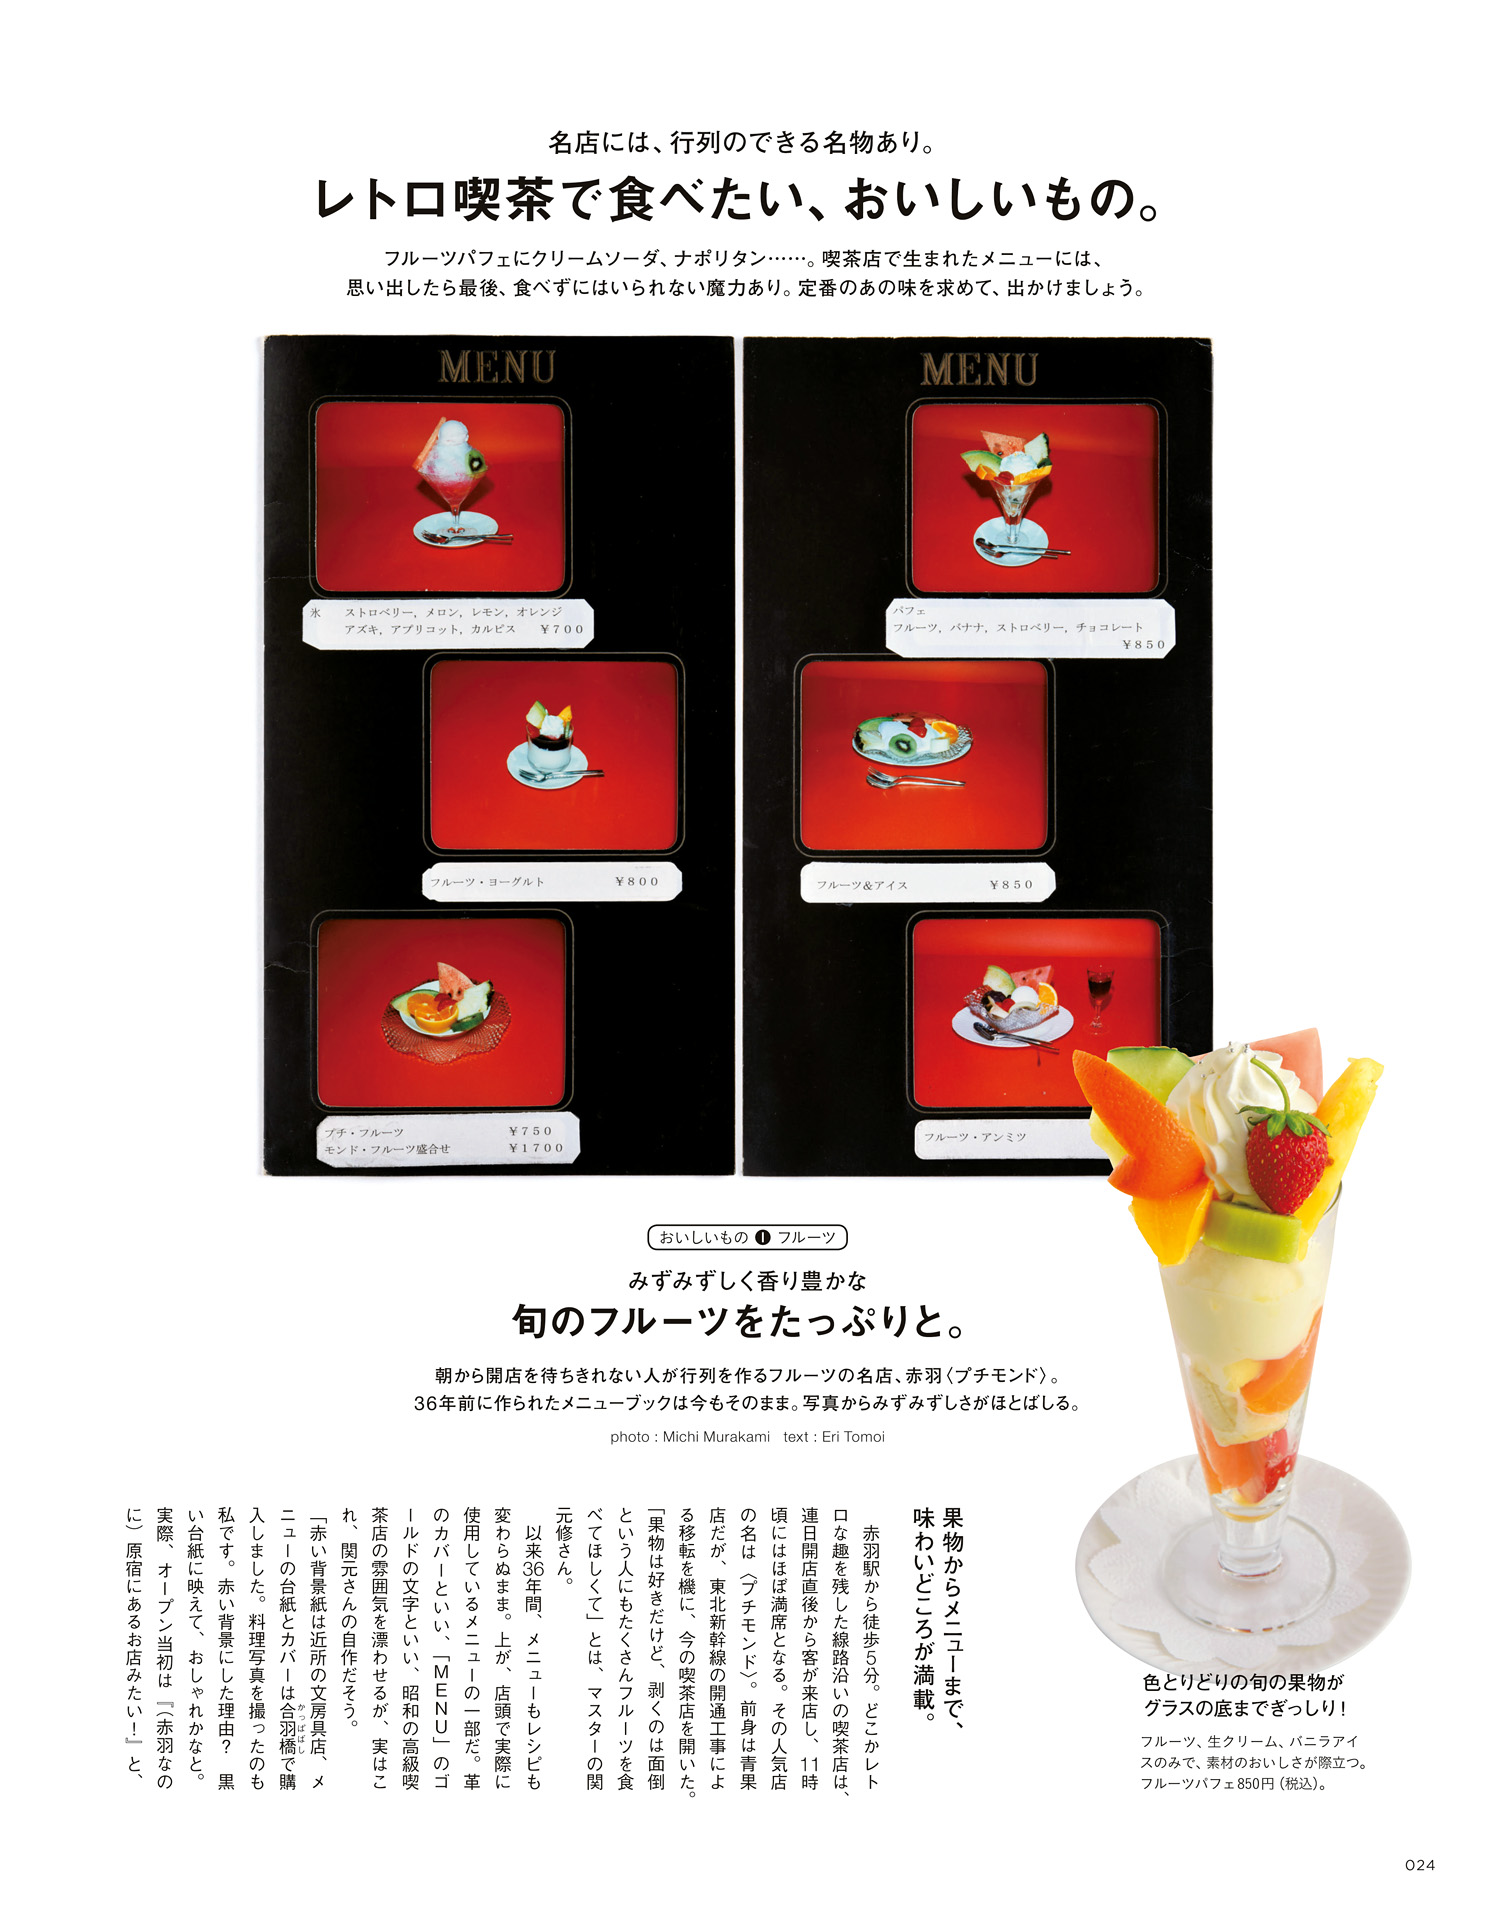 名店には、行列のできる名物あり。
レトロ喫茶で食べたい、おいしいもの。
フルーツパフェにクリームソーダ、ナポリタン……。喫茶店で生まれたメニューには、
思い出したら最後、食べずにはいられない魔力あり。定番のあの味を求めて、出かけましょう。
MENU
氷　ストロベリー, メロン, レモン, オレンジ
アズキ, アプリコット, カルピス　¥700
フルーツ・ヨーグルト　¥800
プチ・フルーツ　¥750
モンド・フルーツ盛合せ　¥1700
MENU
パフェ
フルーツ, バナナ, ストロベリー, チョコレート
¥850
フルーツ&アイス　¥850
フルーツ・アンミツ
おいしいもの ❶ フルーツ
みずみずしく香り豊かな
旬のフルーツをたっぷりと。
朝から開店を待ちきれない人が行列を作るフルーツの名店、赤羽〈プチモンド〉。
36年前に作られたメニューブックは今もそのまま。写真からみずみずしさがほとばしる。
photo : Michi Murakami　text : Eri Tomoi
果物からメニューまで、
味わいどころが満載。
赤羽駅から徒歩5分。どこかレト
ロな趣を残した線路沿いの喫茶店は、
連日開店直後から客が来店し、11時
頃にはほぼ満席となる。その人気店
の名は〈プチモンド〉。前身は青果
店だが、東北新幹線の開通工事によ
る移転を機に、今の喫茶店を開いた。
「果物は好きだけど、剥くのは面倒
という人にもたくさんフルーツを食
べてほしくて」とは、マスターの関
元修さん。
以来36年間、メニューもレシピも
変わらぬまま。上が、店頭で実際に
使用しているメニューの一部だ。革
のカバーといい、「MENU」のゴ
ールドの文字といい、昭和の高級喫
茶店の雰囲気を漂わせるが、実はこ
れ、関元さんの自作だそう。
「赤い背景紙は近所の文房具店、メ
ニューの台紙とカバーは合羽橋（かっぱばし）で購
入しました。料理写真を撮ったのも
私です。赤い背景にした理由？　黒
い台紙に映えて、おしゃれかなと。
実際、オープン当初は『（赤羽なの
に）原宿にあるお店みたい！』と、
色とりどりの旬の果物が
グラスの底までぎっしり！
フルーツ、生クリーム、バニラアイ
スのみで、素材のおいしさが際立つ。
フルーツパフェ850円（税込）。
024